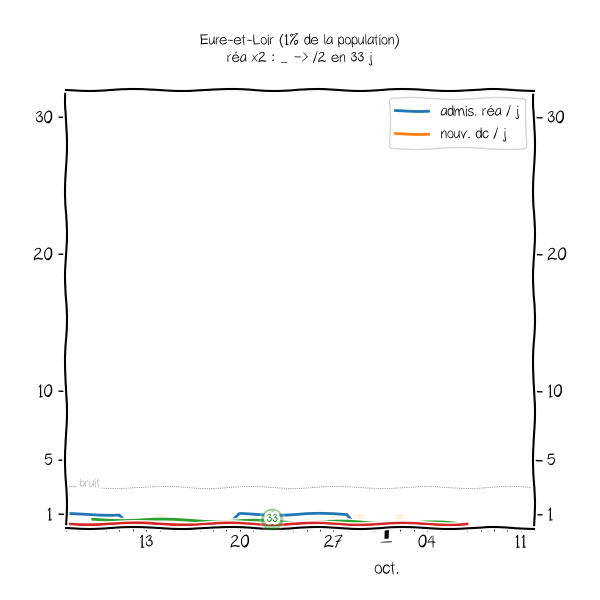 Eure-et-Loir (1% de la population)
réa x2 : _ -> /2 en 33 j
admis. réa / j
nouv. dc / j
30
30
20
20
10
10
5
5
bruit
1
33
1
13
20
27
04
11
oct.